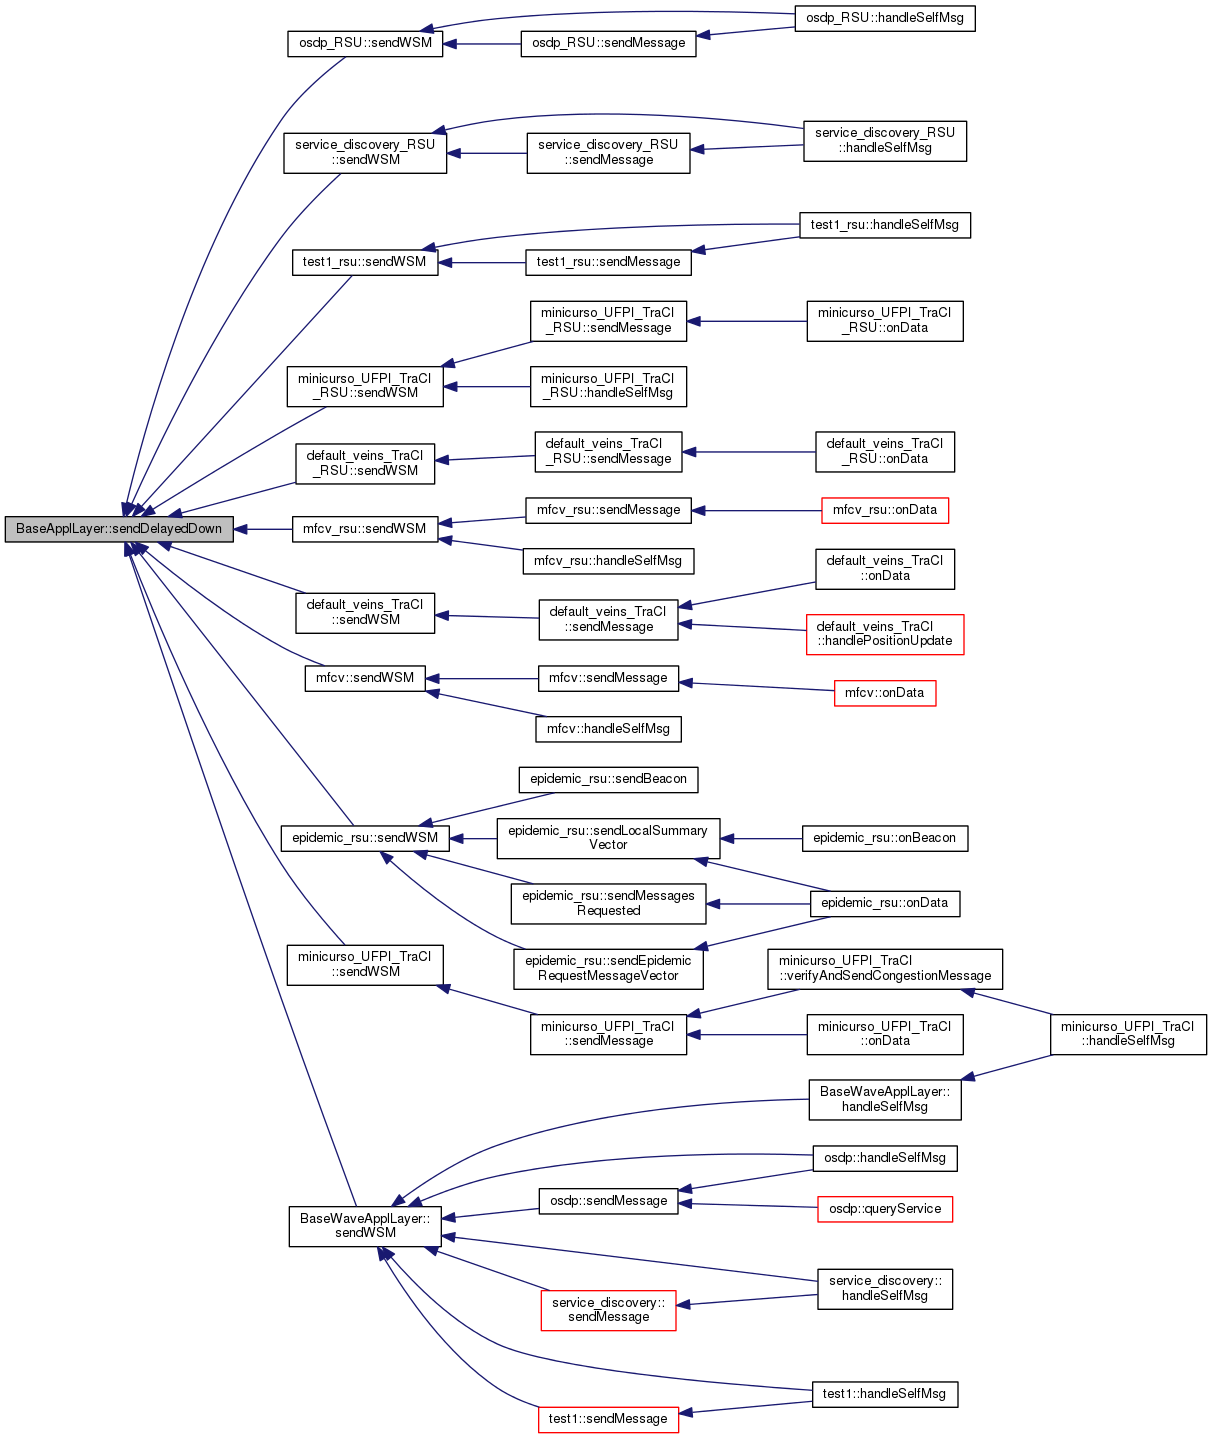 osdp_RSU::handleSelfMsg
osdp_RSU::sendWSM
osdp_RSU::sendMessage
service_discovery_RSU
::handleSelfMsg
service_discovery_RSU
::sendWSM
service_discovery_RSU
::sendMessage
test1_rsu::handleSelfMsg
test1_rsu::sendWSM
test1_rsu::sendMessage
minicurso_UFPI_TraCI
_RSU::sendMessage
minicurso_UFPI_TraCI
_RSU::onData
minicurso_UFPI_TraCI
_RSU::sendWSM
minicurso_UFPI_TraCI
_RSU::handleSelfMsg
default_veins_TraCI
_RSU::sendWSM
default_veins_TraCI
_RSU::sendMessage
default_veins_TraCI
_RSU::onData
BaseApplLayer::sendDelayedDown
mfcv_rsu::sendWSM
mfcv_rsu::sendMessage
mfcv_rsu::onData
mfcv_rsu::handleSelfMsg
default_veins_TraCI
::onData
default_veins_TraCI
::sendWSM
default_veins_TraCI
::sendMessage
default_veins_TraCI
::handlePositionUpdate
mfcv::sendWSM
mfcv::sendMessage
mfcv::onData
mfcv::handleSelfMsg
epidemic_rsu::sendBeacon
epidemic_rsu::sendWSM
epidemic_rsu::sendLocalSummary
Vector
epidemic_rsu::onBeacon
epidemic_rsu::sendMessages
Requested
epidemic_rsu::onData
epidemic_rsu::sendEpidemic
RequestMessageVector
minicurso_UFPI_TraCI
::sendWSM
minicurso_UFPI_TraCI
::verifyAndSendCongestionMessage
minicurso_UFPI_TraCI
::sendMessage
minicurso_UFPI_TraCI
::onData
minicurso_UFPI_TraCI
::handleSelfMsg
BaseWaveApplLayer::
handleSelfMsg
osdp::handleSelfMsg
osdp::sendMessage
osdp::queryService
BaseWaveApplLayer::
sendWSM
service_discovery::
handleSelfMsg
service_discovery::
sendMessage
test1::handleSelfMsg
test1::sendMessage